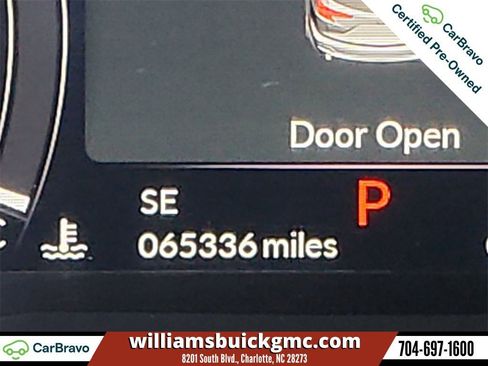 CarBravo
Certified Pre-Owned
Door Open
SE
P
065336 miles
C
CarBravo
williamsbuickgmc.com
8201 South Blvd., Charlotte, NC 28273
704-697-1600